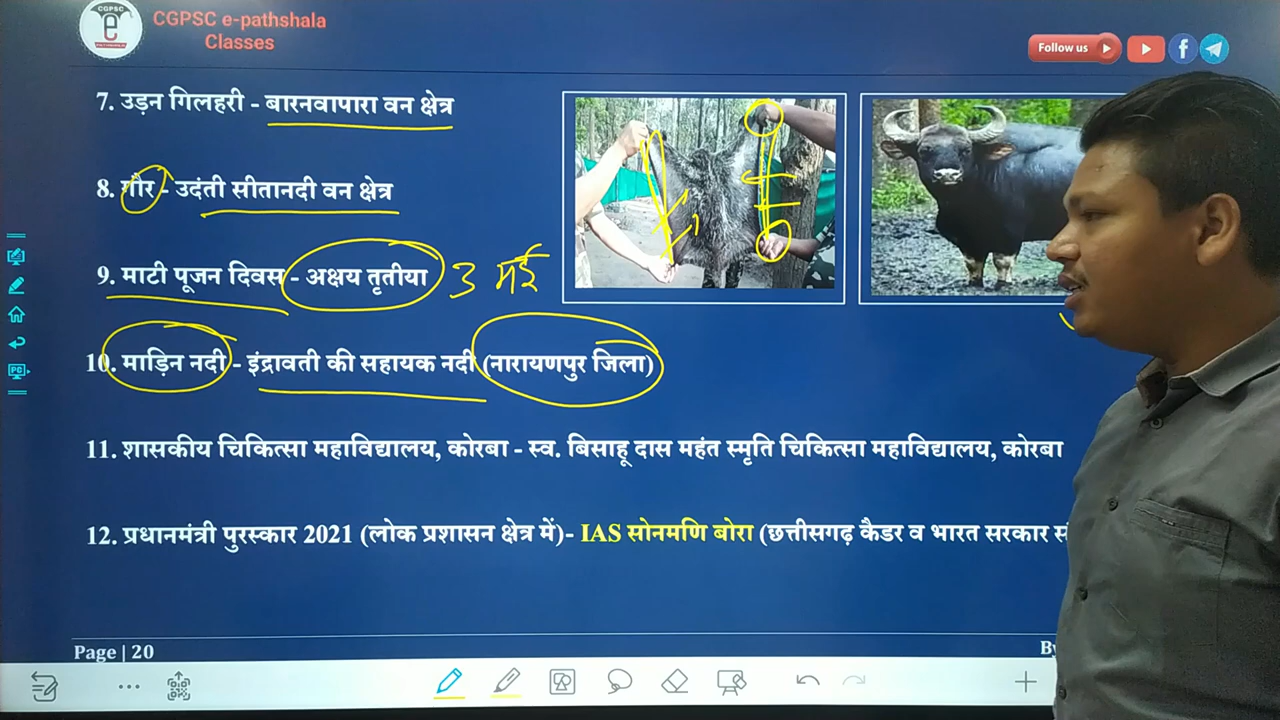 CGPSC
e
CGPSC e-pathshala
Classes
Follow us
7. उड़न गिलहरी - बारनवापारा वन क्षेत्र
8. गौर - उदंती सीतानदी वन क्षेत्र
9. माटी पूजन दिवस - अक्षय तृतीया 3 मई
10. माड़िन नदी - इंद्रावती की सहायक नदी (नारायणपुर जिला)
11. शासकीय चिकित्सा महाविद्यालय, कोरबा - स्व. बिसाहू दास महंत स्मृति चिकित्सा महाविद्यालय, कोरबा
12. प्रधानमंत्री पुरस्कार 2021 (लोक प्रशासन क्षेत्र में)- IAS सोनमणि बोरा (छत्तीसगढ़ कैडर व भारत सरकार
Page | 20
PC